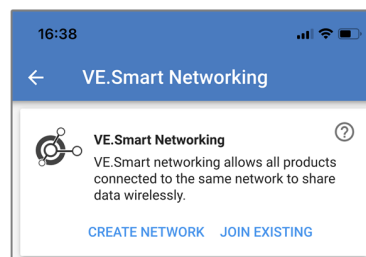 16:38
VE.Smart Networking
VE.Smart Networking
VE.Smart networking allows all products
connected to the same network to share
data wirelessly.
CREATE NETWORK JOIN EXISTING